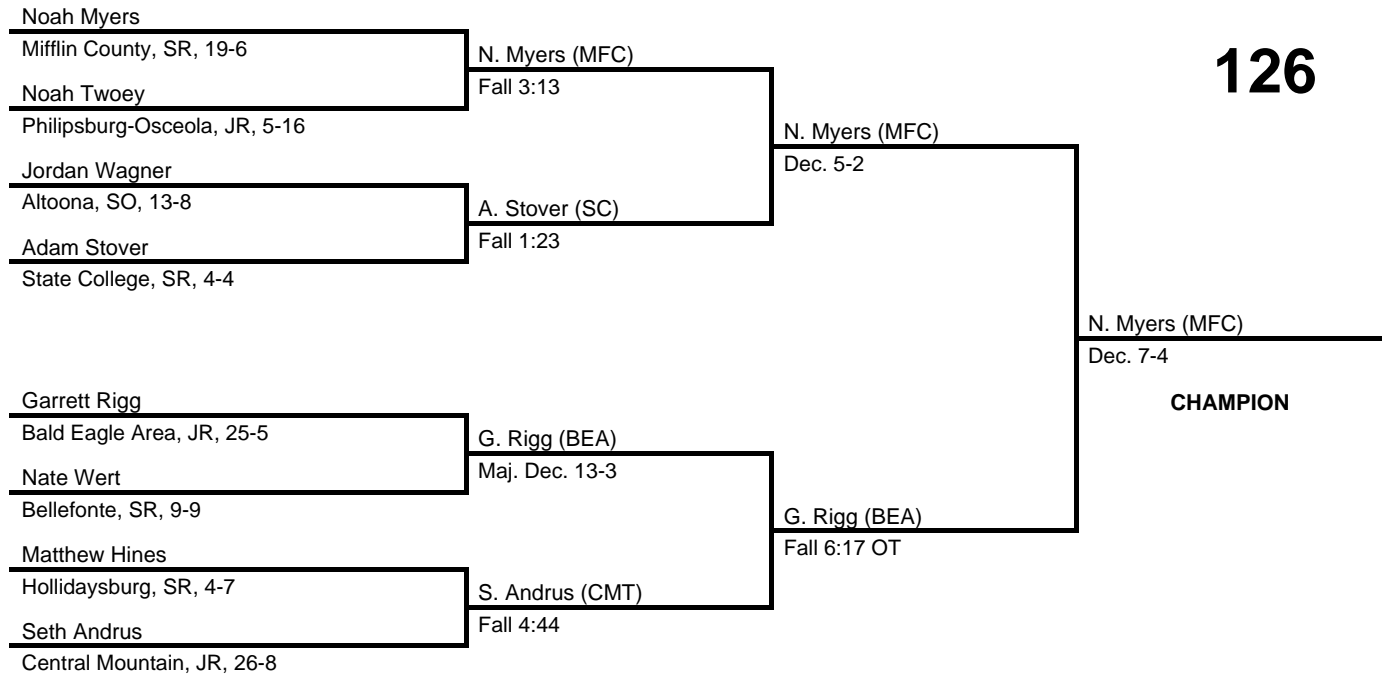 Noah Myers
Mifflin County, SR, 19-6
Noah Twoey
Philipsburg-Osceola, JR, 5-16
Jordan Wagner
Altoona, SO, 13-8
Adam Stover
State College, SR, 4-4
Garrett Rigg
Bald Eagle Area, JR, 25-5
Nate Wert
Bellefonte, SR, 9-9
Matthew Hines
Hollidaysburg, SR, 4-7
Seth Andrus
Central Mountain, JR, 26-8
N. Myers (MFC)
Fall 3:13
A. Stover (SC)
Fall 1:23
G. Rigg (BEA)
Maj. Dec. 13-3
S. Andrus (CMT)
Fall 4:44
N. Myers (MFC)
Dec. 5-2
G. Rigg (BEA)
Fall 6:17 OT
126
N. Myers (MFC)
Dec. 7-4
CHAMPION